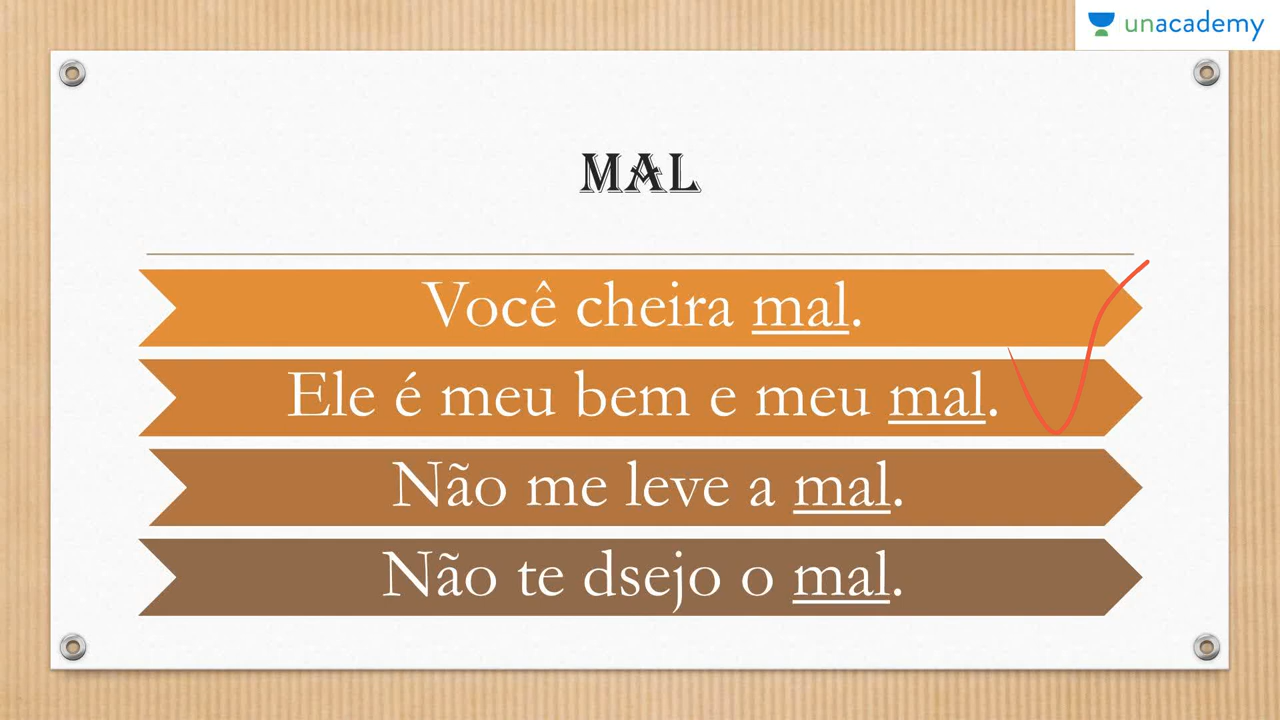 unacademy
MAL
Você cheira mal.
Ele é meu bem e meu mal.
Não me leve a mal.
Não te dsejo o mal.